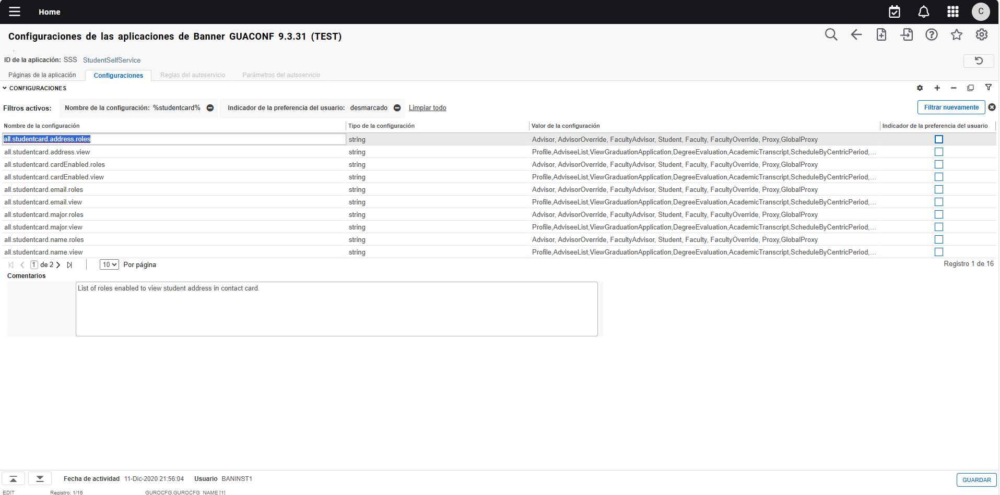 Home
C
Configuraciones de las aplicaciones de Banner GUACONF 9.3.31 (TEST)
ID de la aplicación: SSS StudentSelfService
Páginas de la aplicación Configuraciones Reglas del autoservicio Parámetros del autoservicio
CONFIGURACIONES
Filtros activos: Nombre de la configuración: %studentcard% Indicador de la preferencia del usuario: desmarcado Limpiar todo Filtrar nuevamente
Nombre de la configuración Tipo de la configuración Valor de la configuración Indicador de la preferencia del usuario
all.studentcard.address.roles string Advisor, AdvisorOverride, FacultyAdvisor, Student, Faculty, FacultyOverride, Proxy,GlobalProxy
all.studentcard.address.view string Profile,AdviseeList,ViewGraduationApplication,DegreeEvaluation,AcademicTranscript,ScheduleByCentricPeriod,...
all.studentcard.cardEnabled.roles string Advisor, AdvisorOverride, FacultyAdvisor, Student, Faculty, FacultyOverride, Proxy,GlobalProxy
all.studentcard.cardEnabled.view string Profile,AdviseeList,ViewGraduationApplication,DegreeEvaluation,AcademicTranscript,ScheduleByCentricPeriod,...
all.studentcard.email.roles string Advisor, AdvisorOverride, FacultyAdvisor, Student, Faculty, FacultyOverride, Proxy,GlobalProxy
all.studentcard.email.view string Profile,AdviseeList,ViewGraduationApplication,DegreeEvaluation,AcademicTranscript,ScheduleByCentricPeriod,...
all.studentcard.major.roles string Advisor, AdvisorOverride, FacultyAdvisor, Student, Faculty, FacultyOverride, Proxy,GlobalProxy
all.studentcard.major.view string Profile,AdviseeList,ViewGraduationApplication,DegreeEvaluation,AcademicTranscript,ScheduleByCentricPeriod,...
all.studentcard.name.roles string Advisor, AdvisorOverride, FacultyAdvisor, Student, Faculty, FacultyOverride, Proxy,GlobalProxy
all.studentcard.name.view string Profile,AdviseeList,ViewGraduationApplication,DegreeEvaluation,AcademicTranscript,ScheduleByCentricPeriod,...
1 de 2 10 Por página Registro 1 de 16
Comentarios
List of roles enabled to view student address in contact card.
Fecha de actividad 11-Dic-2020 21:56:04 Usuario BANINST1 GUARDAR
EDIT Registro: 1/16 GUROCFG.GUROCFG_NAME [1]